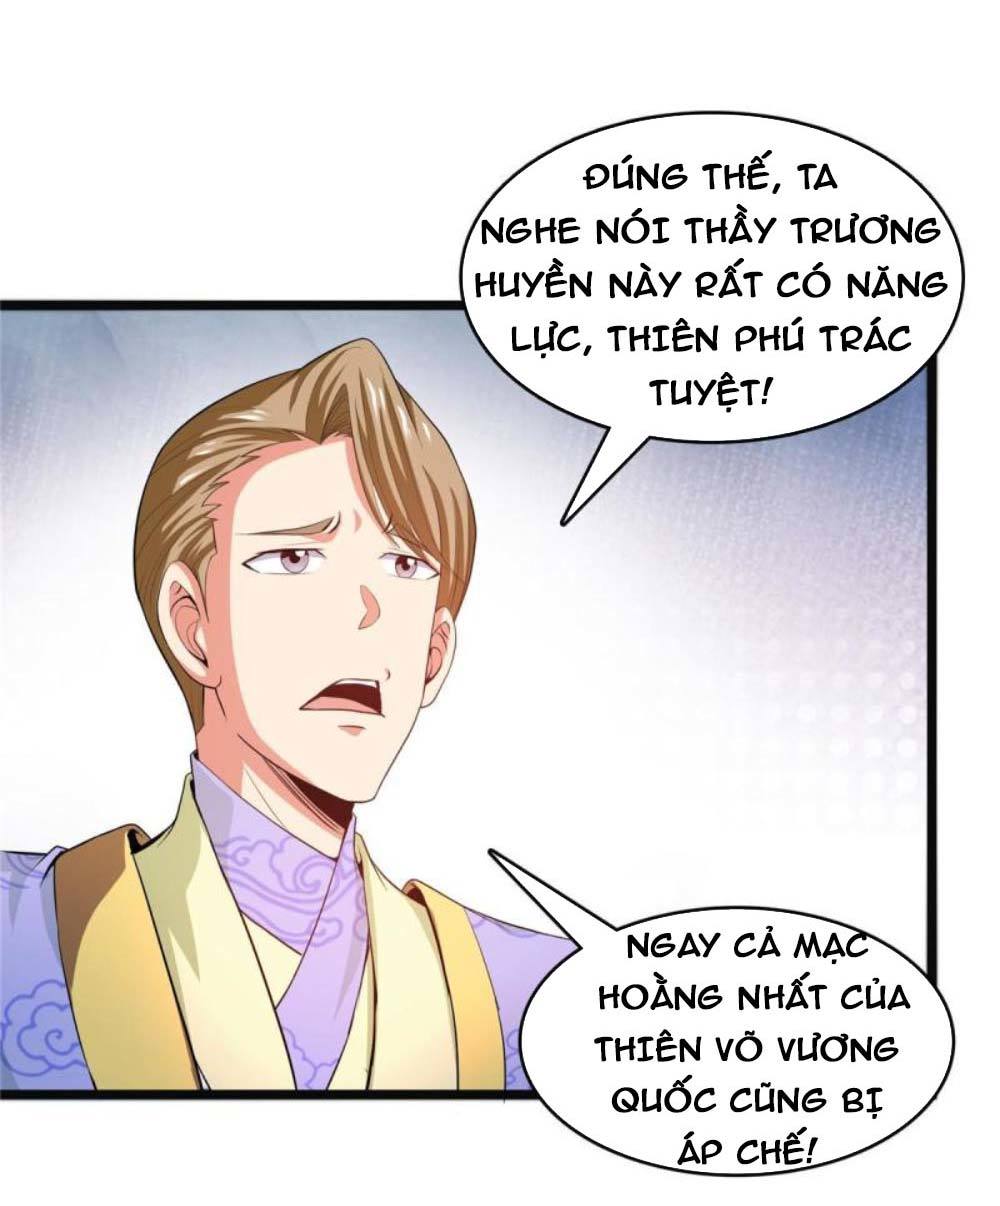 ĐÚNG THẾ, TA
NGHE NÓI THẦY TRƯƠNG
HUYỀN NÀY RẤT CÓ NĂNG
LỰC, THIÊN PHÚ TRÁC
TUYỆT!
NGAY CẢ MẠC
HOẰNG NHẤT CỦA
THIÊN VÕ VƯƠNG
QUỐC CŨNG BỊ
ÁP CHẾ!